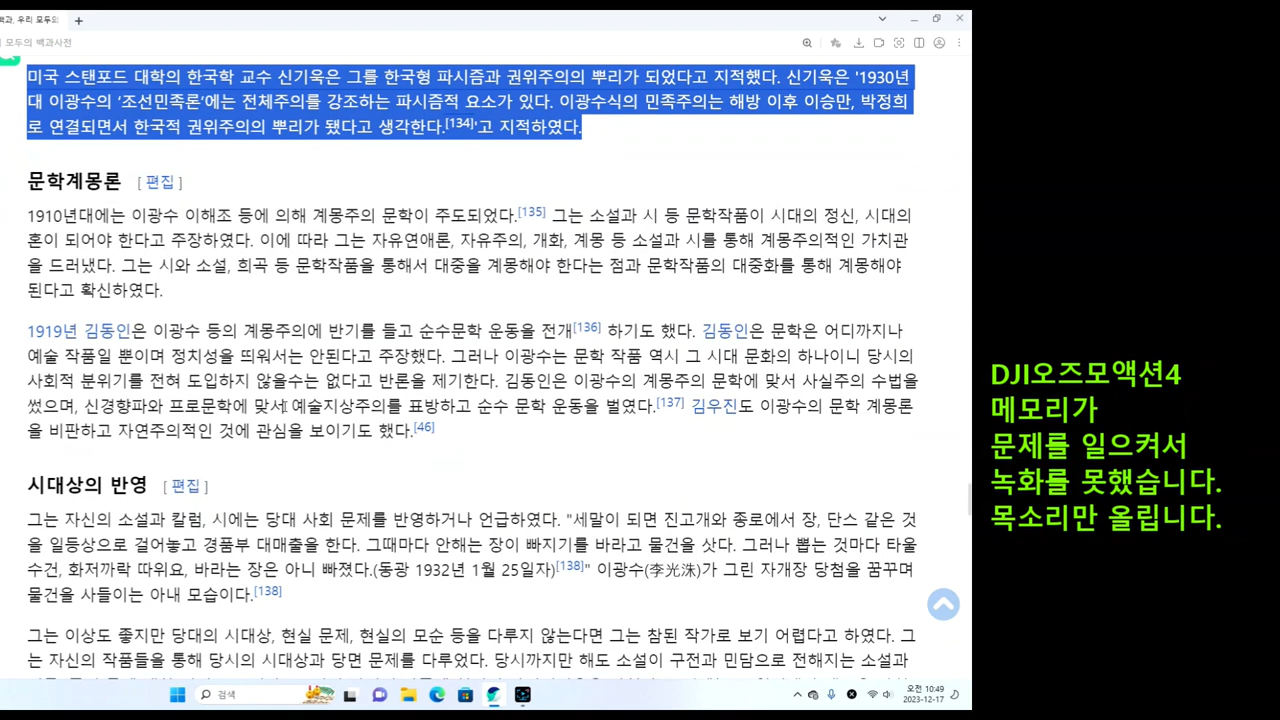 백과, 우리 모두의
모두의 백과사전
미국 스탠포드 대학의 한국학 교수 신기욱은 그를 한국형 파시즘과 권위주의의 뿌리가 되었다고 지적했다. 신기욱은 '1930년
대 이광수의 ‘조선민족론’에는 전체주의를 강조하는 파시즘적 요소가 있다. 이광수식의 민족주의는 해방 이후 이승만, 박정희
로 연결되면서 한국적 권위주의의 뿌리가 됐다고 생각한다.[134]'고 지적하였다.
문학계몽론 [ 편집 ]
1910년대에는 이광수 이해조 등에 의해 계몽주의 문학이 주도되었다.[135] 그는 소설과 시 등 문학작품이 시대의 정신, 시대의
혼이 되어야 한다고 주장하였다. 이에 따라 그는 자유연애론, 자유주의, 개화, 계몽 등 소설과 시를 통해 계몽주의적인 가치관
을 드러냈다. 그는 시와 소설, 희곡 등 문학작품을 통해서 대중을 계몽해야 한다는 점과 문학작품의 대중화를 통해 계몽해야
된다고 확신하였다.
1919년 김동인은 이광수 등의 계몽주의에 반기를 들고 순수문학 운동을 전개[136] 하기도 했다. 김동인은 문학은 어디까지나
예술 작품일 뿐이며 정치성을 띄워서는 안된다고 주장했다. 그러나 이광수는 문학 작품 역시 그 시대 문화의 하나이니 당시의
사회적 분위기를 전혀 도입하지 않을수는 없다고 반론을 제기한다. 김동인은 이광수의 계몽주의 문학에 맞서 사실주의 수법을
썼으며, 신경향파와 프로문학에 맞서 예술지상주의를 표방하고 순수 문학 운동을 벌였다.[137] 김우진도 이광수의 문학 계몽론
을 비판하고 자연주의적인 것에 관심을 보이기도 했다.[46]
시대상의 반영 [ 편집 ]
그는 자신의 소설과 칼럼, 시에는 당대 사회 문제를 반영하거나 언급하였다. "세말이 되면 진고개와 종로에서 장, 단스 같은 것
을 일등상으로 걸어놓고 경품부 대매출을 한다. 그때마다 안해는 장이 빠지기를 바라고 물건을 삿다. 그러나 뽑는 것마다 타울
수건, 화저까락 따위요, 바라는 장은 아니 빠졌다.(동광 1932년 1월 25일자)[138]" 이광수(李光洙)가 그린 자개장 당첨을 꿈꾸며
물건을 사들이는 아내 모습이다.[138]
그는 이상도 좋지만 당대의 시대상, 현실 문제, 현실의 모순 등을 다루지 않는다면 그는 참된 작가로 보기 어렵다고 하였다. 그
는 자신의 작품들을 통해 당시의 시대상과 당면 문제를 다루었다. 당시까지만 해도 소설이 구전과 민담으로 전해지는 소설과
검색
오전 10:49
2023-12-17
DJI오즈모액션4
메모리가
문제를 일으켜서
녹화를 못했습니다.
목소리만 올립니다.